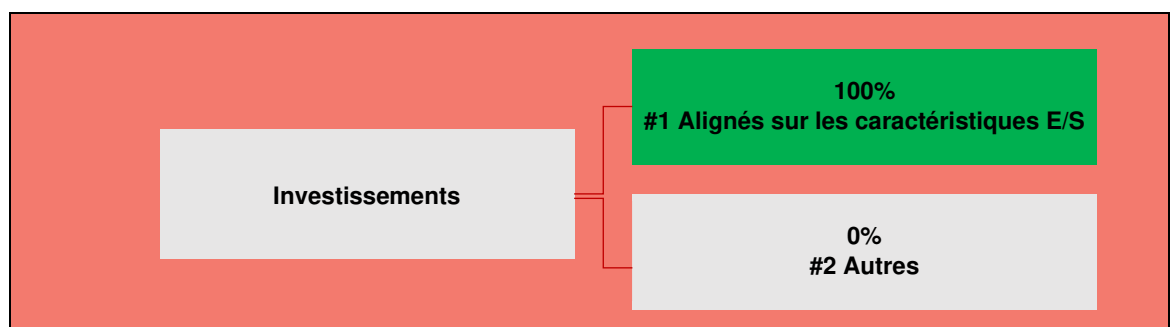 Investissements
100%
#1 Alignés sur les caractéristiques E/S
0%
#2 Autres